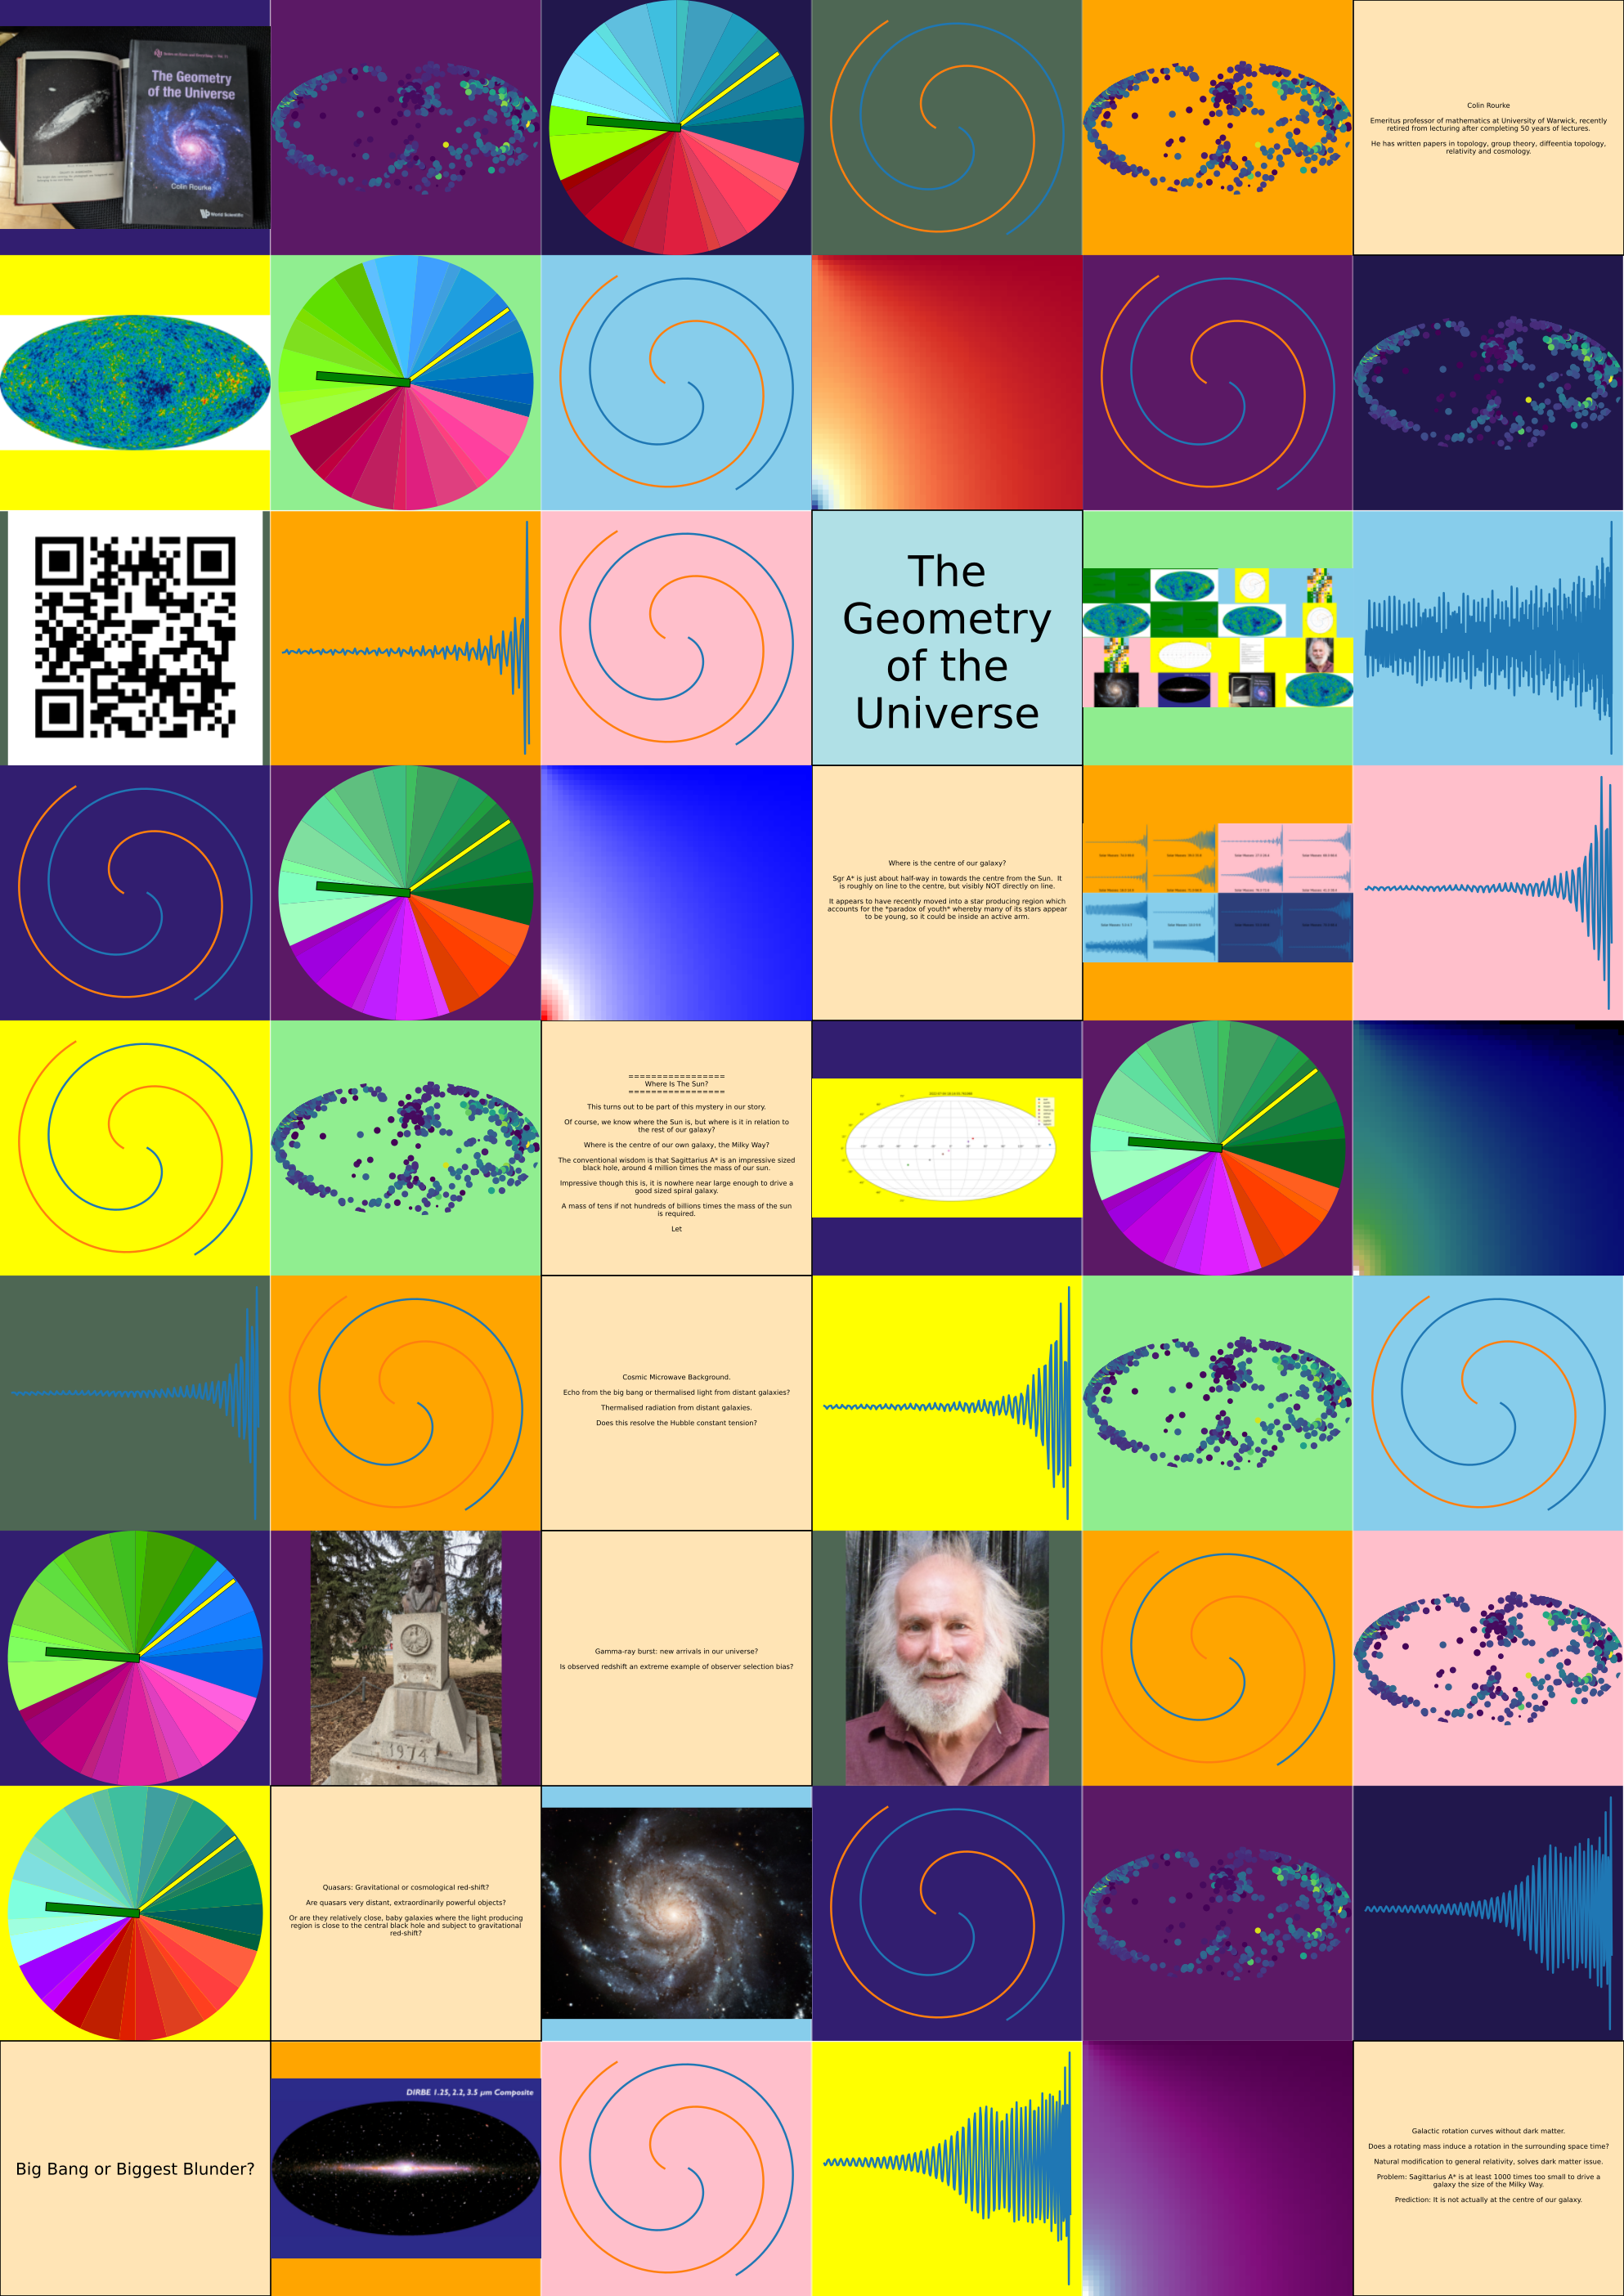 The Geometry
of the Universe
Colin Rourke
World Scientific
Colin Rourke
Emeritus professor of mathematics at University of Warwick, recently
retired from lecturing after completing 50 years of lectures.
He has written papers in topology, group theory, diffeentia topology,
relativity and cosmology.
The
Geometry
of the
Universe
Where is the centre of our galaxy?
Sgr A* is just about half-way in towards the centre from the Sun.  It
is roughly on line to the centre, but visibly NOT directly on line.
It appears to have recently moved into a star producing region which
accounts for the *paradox of youth* whereby many of its stars appear
to be young, so it could be inside an active arm.
================
Where Is The Sun?
=================
This turns out to be part of this mystery in our story.
Of course, we know where the Sun is, but where is it in relation to
the rest of our galaxy?
Where is the centre of our own galaxy, the Milky Way?
The conventional wisdom is that Sagittarius A* is an impressive sized
black hole, around 4 million times the mass of our sun.
Impressive though this is, it is nowhere near large enough to drive a
good sized spiral galaxy.
A mass of tens if not hundreds of billions times the mass of the sun
is required.
Let
Cosmic Microwave Background.
Echo from the big bang or thermalised light from distant galaxies?
Thermalised radiation from distant galaxies.
Does this resolve the Hubble constant tension?
1974
Gamma-ray burst: new arrivals in our universe?
Is observed redshift an extreme example of observer selection bias?
Quasars: Gravitational or cosmological red-shift?
Are quasars very distant, extraordinarily powerful objects?
Or are they relatively close, baby galaxies where the light producing
region is close to the central black hole and subject to gravitational
red-shift?
Big Bang or Biggest Blunder?
DIRBE 1.25, 2.2, 3.5 μm Composite
Galactic rotation curves without dark matter.
Does a rotating mass induce a rotation in the surrounding space time?
Natural modification to general relativity, solves dark matter issue.
Problem: Sagittarius A* is at least 1000 times too small to drive a
galaxy the size of the Milky Way.
Prediction: It is not actually at the centre of our galaxy.